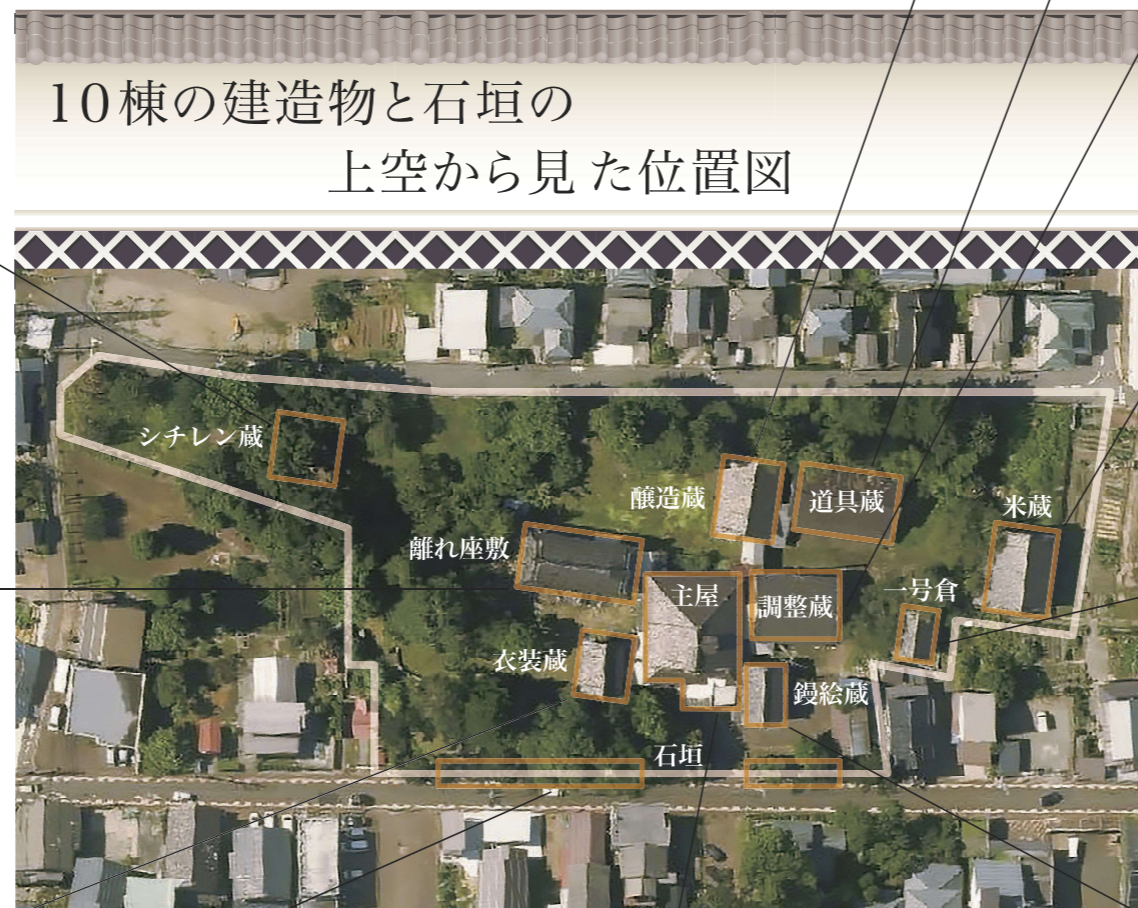 10棟の建造物と石垣の
上空から見た位置図
シチレン蔵
醸造蔵
道具蔵
米蔵
離れ座敷
主屋
調整蔵
一号倉
衣装蔵
鏝絵蔵
石垣